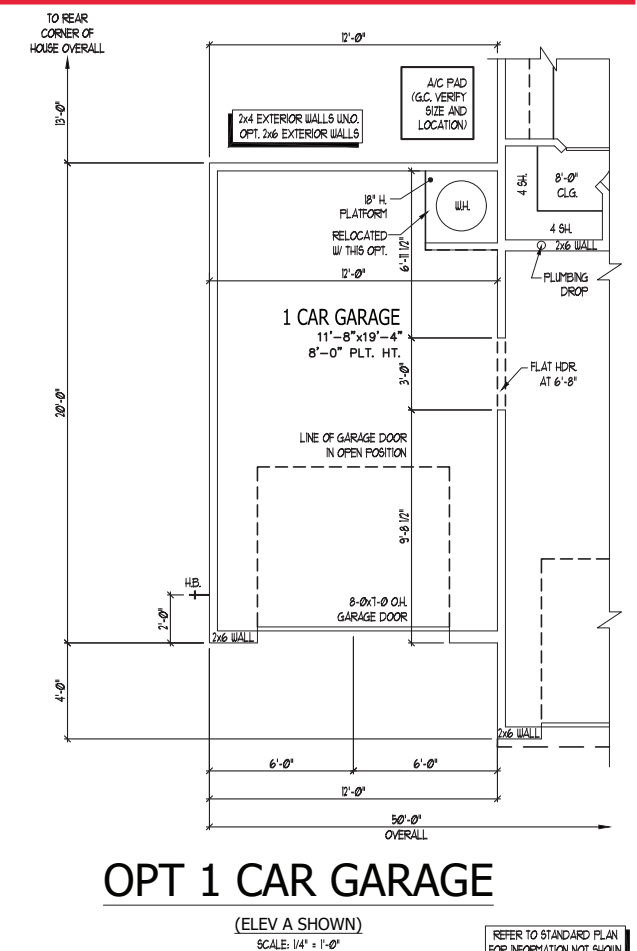 TO REAR
CORNER OF
HOUSE OVERALL
12'-0"
13'-0"
2x4 EXTERIOR WALLS U.N.O.
OPT. 2x6 EXTERIOR WALLS
A/C PAD
(G.C. VERIFY
SIZE AND
LOCATION)
18" H.
PLATFORM
W.H.
4 SH.
8'-0"
CLG.
RELOCATED
W/ THIS OPT.
6'-11 1/2"
4 SH.
2x6 WALL
12'-0"
PLUMBING
DROP
1 CAR GARAGE
11'-8"x19'-4"
8'-0" PLT. HT.
3'-0"
FLAT HDR.
AT 6'-8"
20'-0"
LINE OF GARAGE DOOR
IN OPEN POSITION
9'-8 1/2"
H.B.
2'-0"
8-0x7-0 O.H.
GARAGE DOOR
2x6 WALL
4'-0"
2x6 WALL
6'-0"
6'-0"
12'-0"
50'-0"
OVERALL
OPT 1 CAR GARAGE
(ELEV A SHOWN)
SCALE: 1/4" = 1'-0"
REFER TO STANDARD PLAN
FOR INFORMATION NOT SHOWN